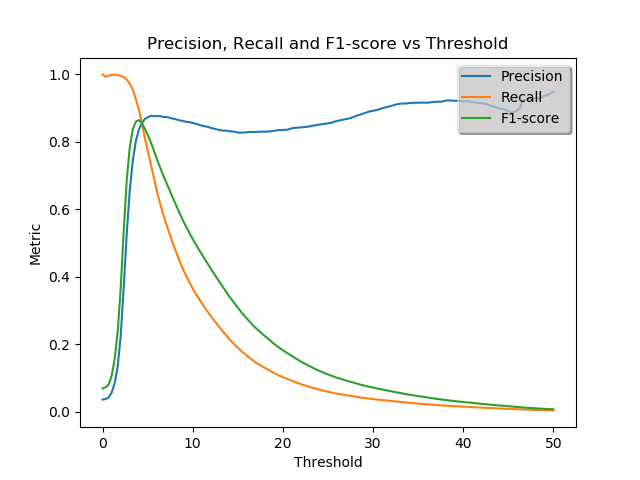 Precision, Recall and F1-score vs Threshold
Precision
Recall
F1-score
Metric
1.0
0.8
0.6
0.4
0.2
0.0
0 10 20 30 40 50
Threshold